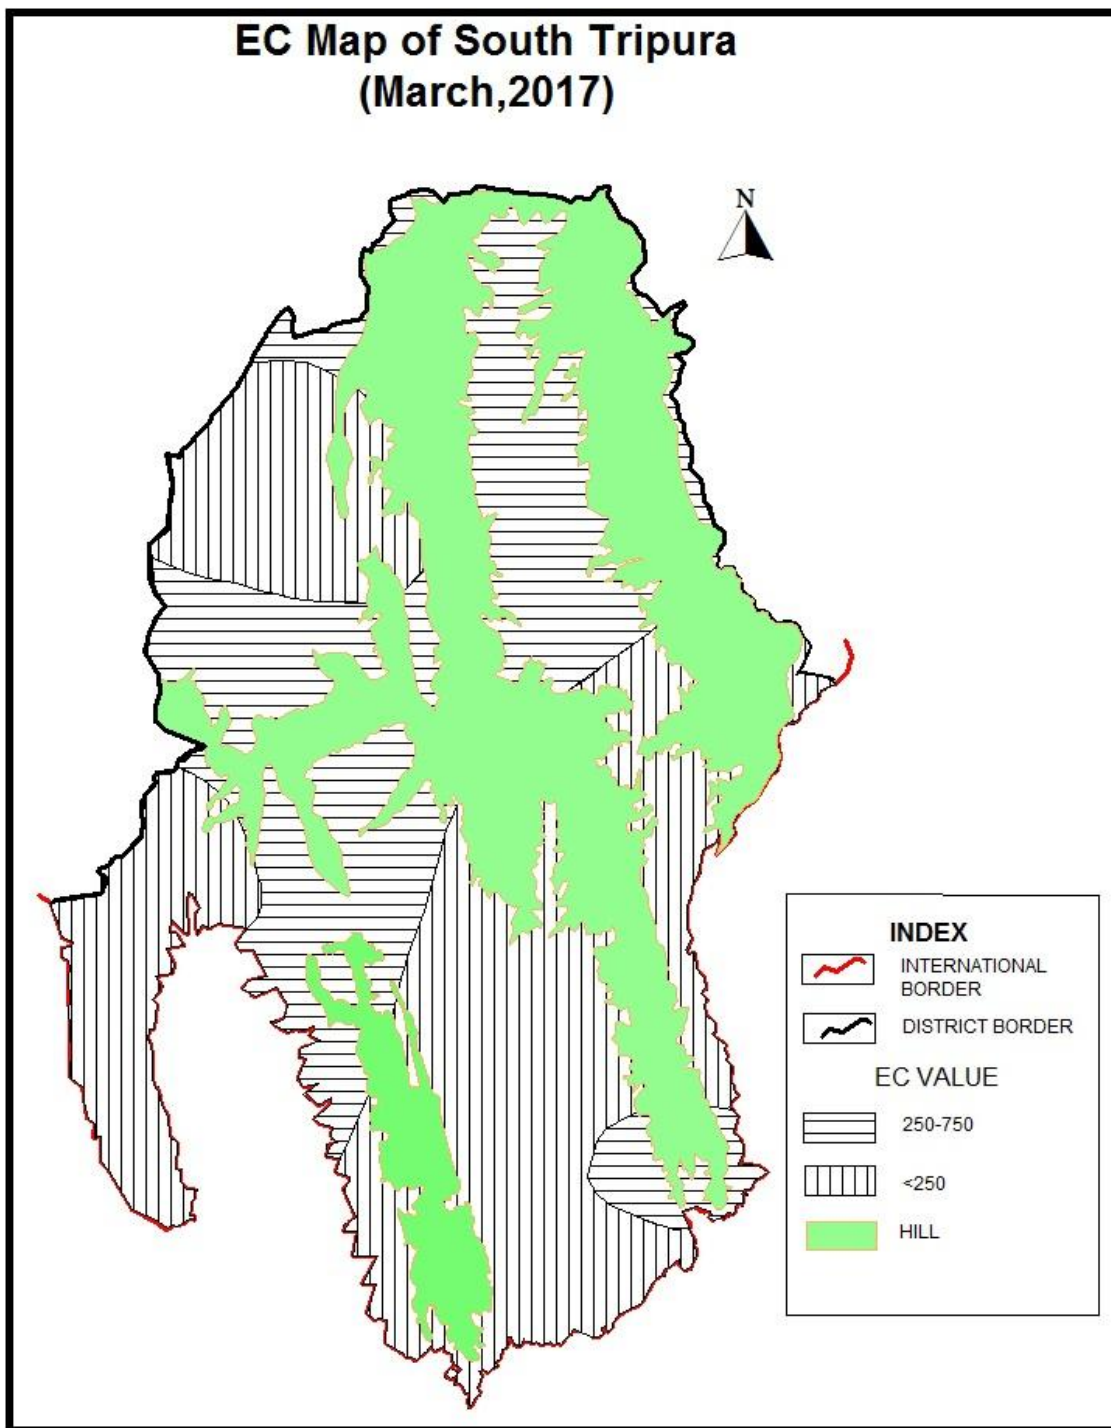 EC Map of South Tripura
(March,2017)
N
INDEX
INTERNATIONAL
BORDER
DISTRICT BORDER
EC VALUE
250-750
<250
HILL